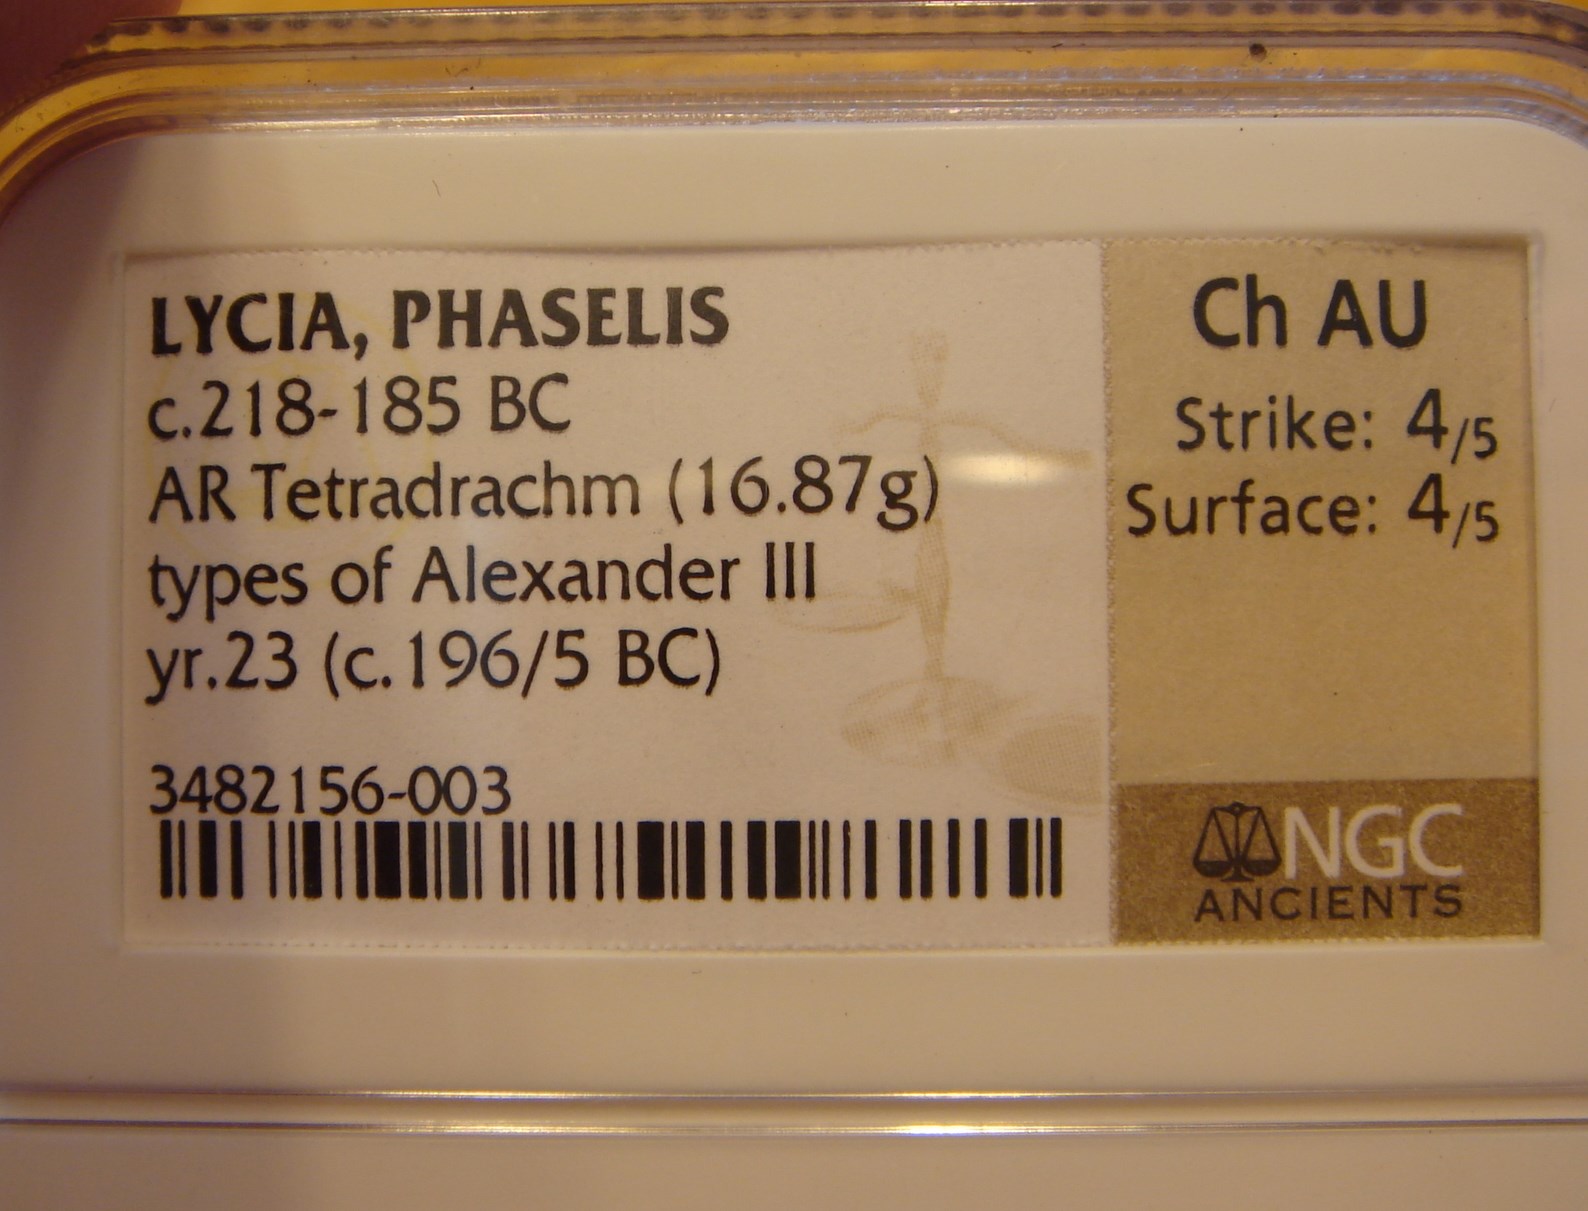 LYCIA, PHASELIS
c.218-185 BC
AR Tetradrachm (16.87g)
types of Alexander III
yr.23 (c.196/5 BC)
3482156-003
Ch AU
Strike: 4/5
Surface: 4/5
NGC
ANCIENTS